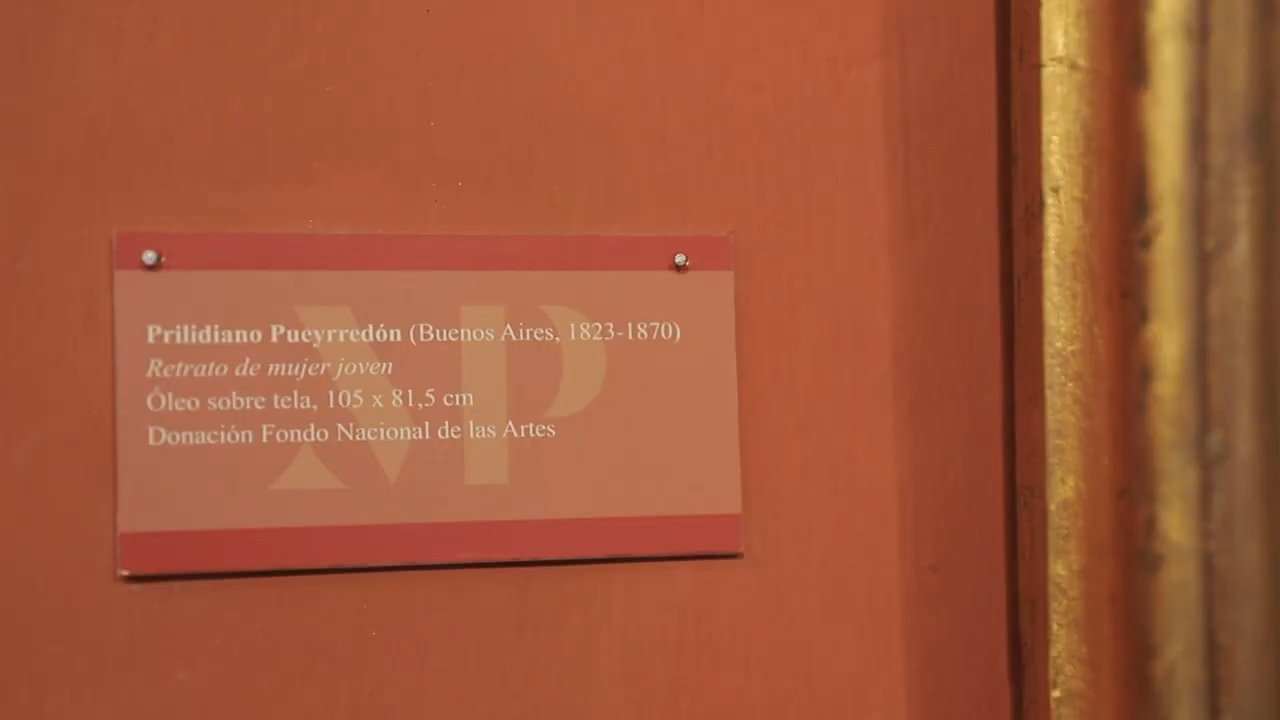 MP
Prilidiano Pueyrredón (Buenos Aires, 1823-1870)
Retrato de mujer joven
Óleo sobre tela, 105 x 81,5 cm
Donación Fondo Nacional de las Artes